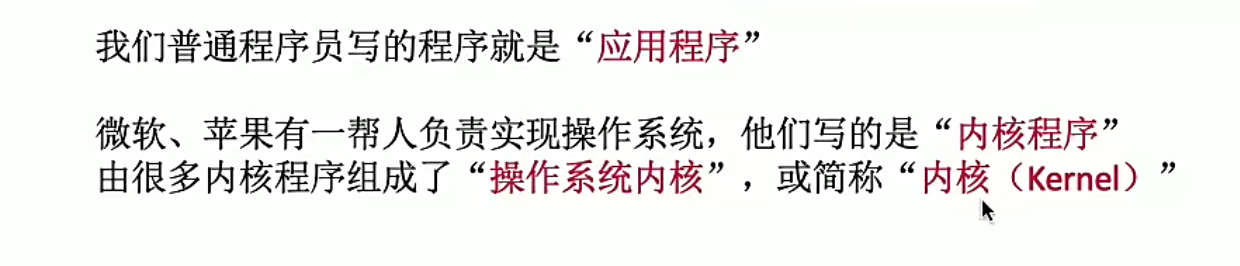 我们普通程序员写的程序就是“应用程序”
微软、苹果有一帮人负责实现操作系统，他们写的是“内核程序”
由很多内核程序组成了“操作系统内核”，或简称“内核（Kernel）”